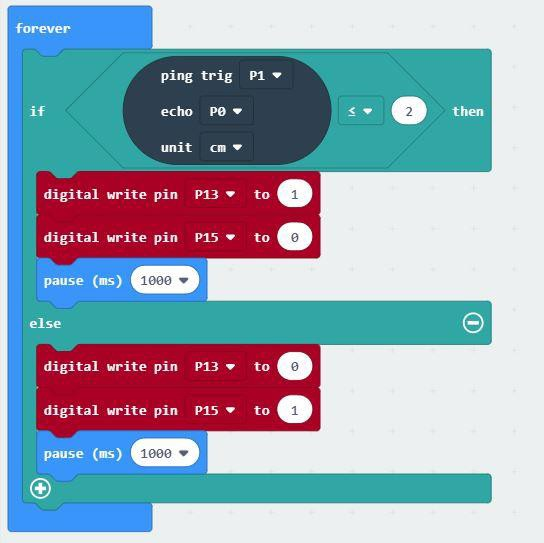 forever
ping trig P1
if echo P0 ≤ 2 then
unit cm
digital write pin P13 to 1
digital write pin P15 to 0
pause (ms) 1000
else
digital write pin P13 to 0
digital write pin P15 to 1
pause (ms) 1000